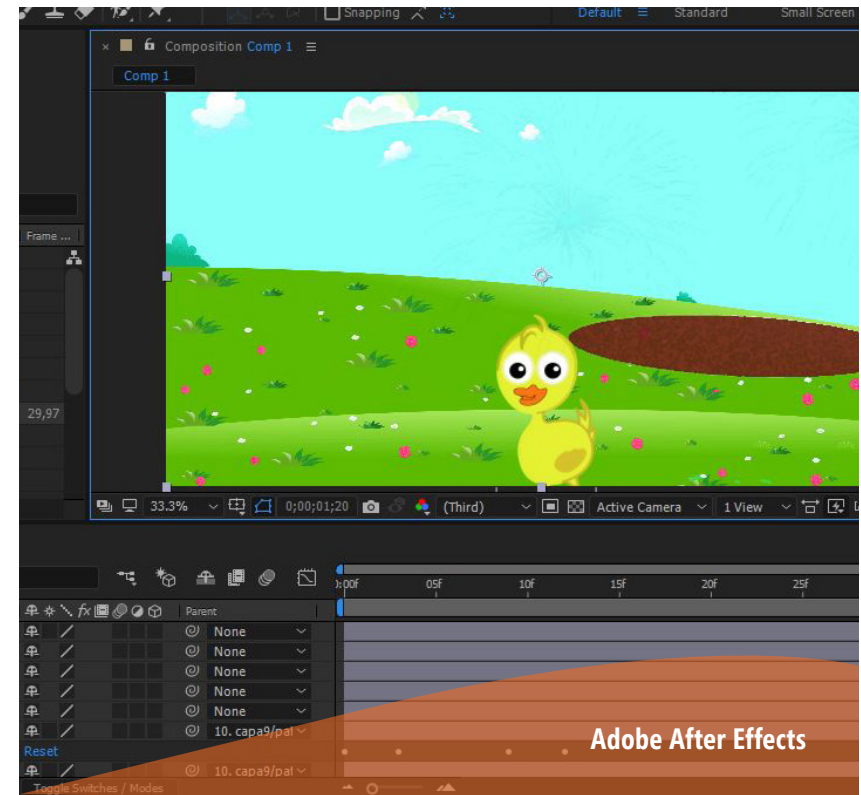 Snapping Default Standard Small Screen
Composition Comp 1
Comp 1
Frame ...
29,97
33.3% 0;00;01;20 (Third) Active Camera 1 View
):00f 05f 10f 15f 20f 25f
fx Parent
None
None
None
None
None
10. capa9/pal
Reset
10. capa9/pal
Toggle Switches / Modes
Adobe After Effects